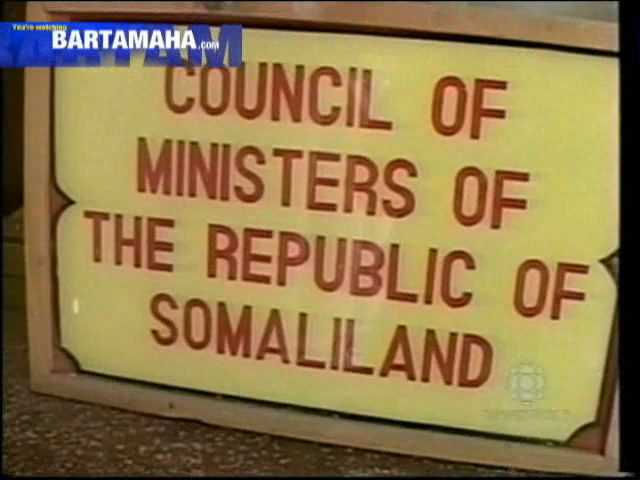 You're watching
BARTAMAHA.com
COUNCIL OF
MINISTERS OF
THE REPUBLIC OF
SOMALILAND